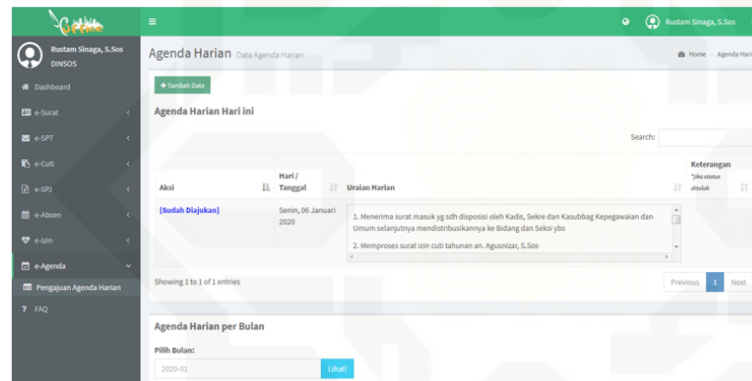 Office
Rustam Sinaga, S.Sos
Rustam Sinaga, S.Sos
DINSOS
Dashboard
e-Surat
e-SPT
e-Cuti
e-SPJ
e-Absen
e-Izin
e-Agenda
Pengajuan Agenda Harian
? FAQ
Agenda Harian Data Agenda Harian
Home Agenda Hari
+ Tambah Data
Agenda Harian Hari ini
Search:
Aksi
Hari /
Tanggal
Uraian Harian
Keterangan
*jika status
ditolak
[Sudah Diajukan]
Senin, 06 Januari
2020
1. Menerima surat masuk yg sdh disposisi oleh Kadis, Sekre dan Kasubbag Kepegawaian dan
Umum selanjutnya mendistribusikannya ke Bidang dan Seksi ybs
2. Memproses surat izin cuti tahunan an. Agusnizar, S.Sos
Showing 1 to 1 of 1 entries
Previous 1 Next
Agenda Harian per Bulan
Pilih Bulan:
2020-01
Lihat!